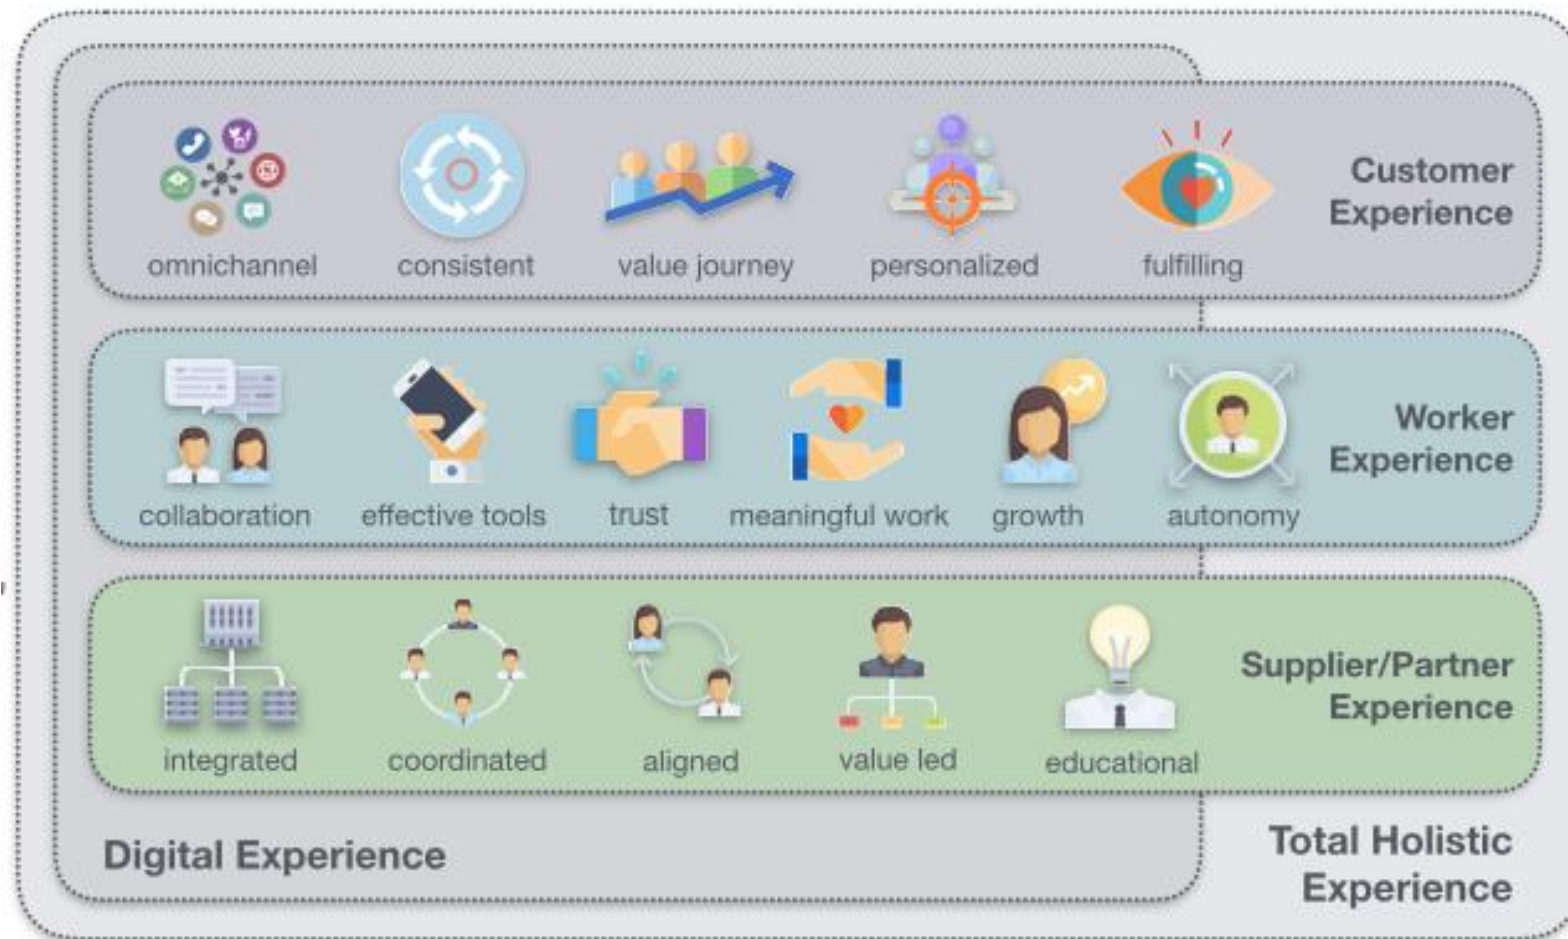 omnichannel consistent value journey personalized fulfilling
Customer
Experience
collaboration effective tools trust meaningful work growth autonomy
Worker
Experience
integrated coordinated aligned value led educational
Supplier/Partner
Experience
Digital Experience
Total Holistic
Experience